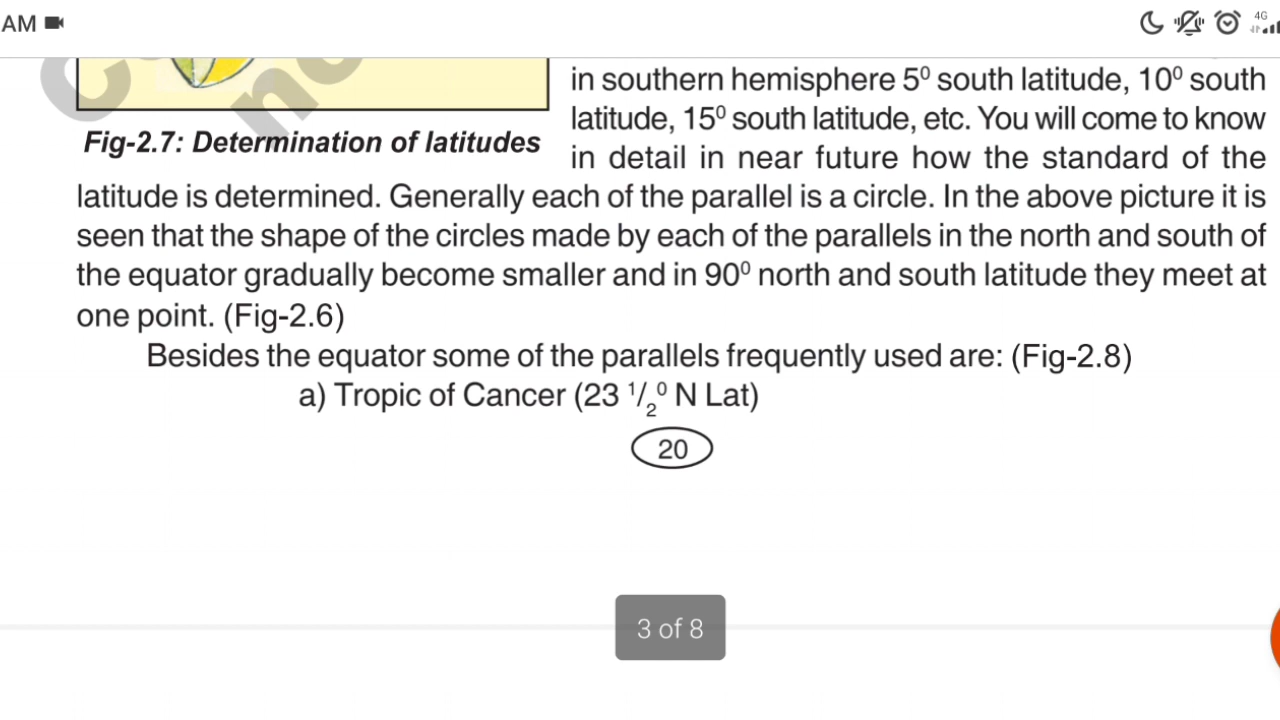 AM
4G
in southern hemisphere 5⁰ south latitude, 10⁰ south
latitude, 15⁰ south latitude, etc. You will come to know
Fig-2.7: Determination of latitudes
in detail in near future how the standard of the
latitude is determined. Generally each of the parallel is a circle. In the above picture it is
seen that the shape of the circles made by each of the parallels in the north and south of
the equator gradually become smaller and in 90⁰ north and south latitude they meet at
one point. (Fig-2.6)
Besides the equator some of the parallels frequently used are: (Fig-2.8)
a) Tropic of Cancer (23 ¹/₂⁰ N Lat)
20
3 of 8